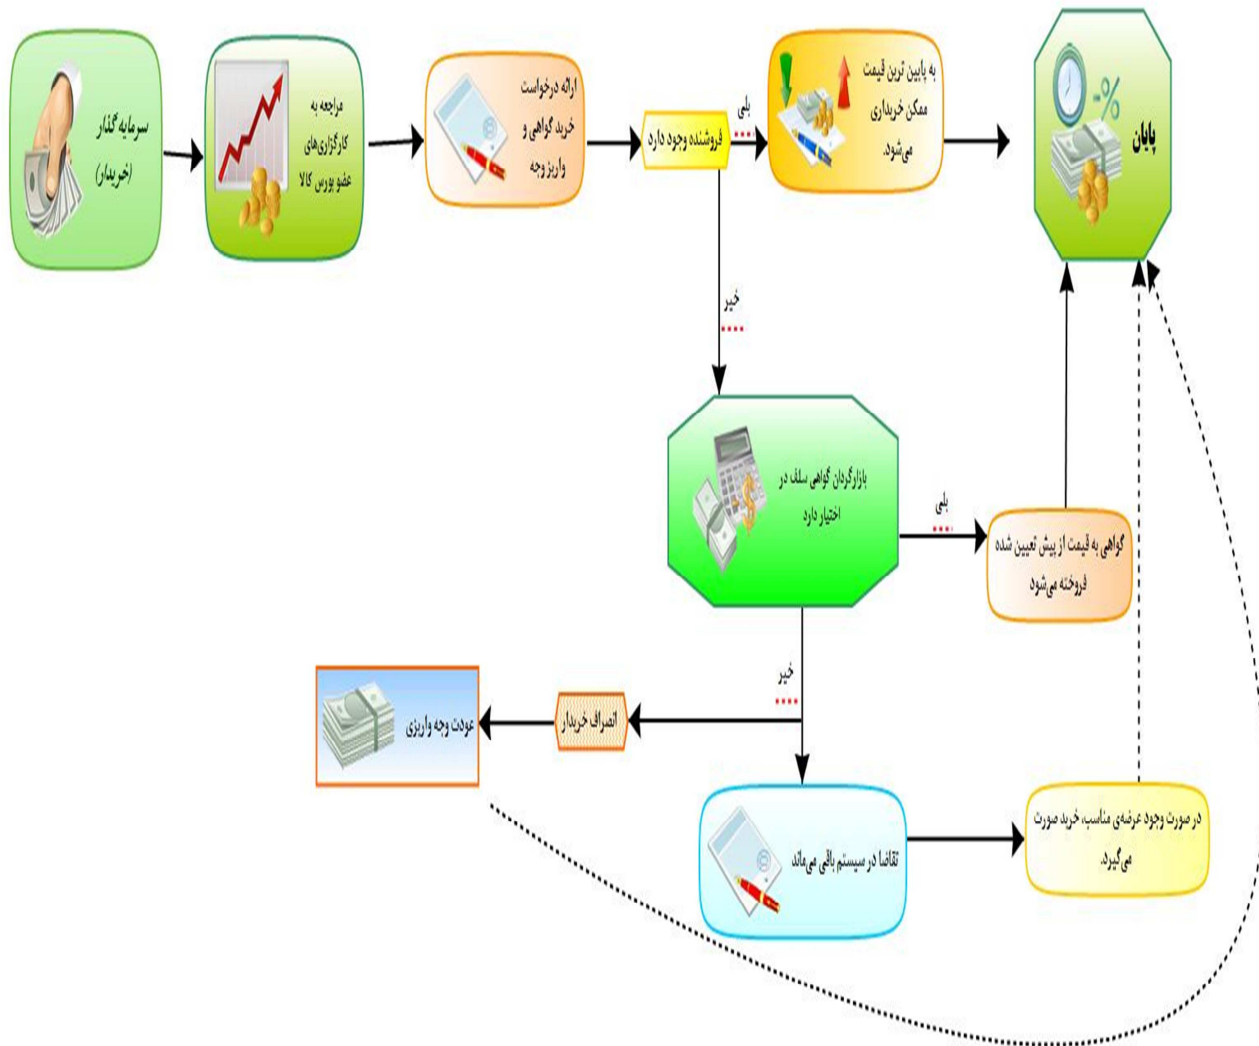 سرمایه گذار
(خریدار)
مراجعه به
کارگزاری‌های
عضو بورس کالا
ارائه درخواست
خرید گواهی و
واریز وجه
فروشنده وجود دارد
بلی
به پایین ترین قیمت
ممکن خریداری
می‌شود.
پایان
خیر
بازارگردان گواهی سلف در
اختیار دارد
بلی
گواهی به قیمت از پیش تعیین شده
فروخته می‌شود
خیر
انصراف خریدار
عودت وجه واریزی
تقاضا در سیستم باقی می‌ماند
در صورت وجود عرضه‌ی مناسب، خرید صورت
می‌گیرد.